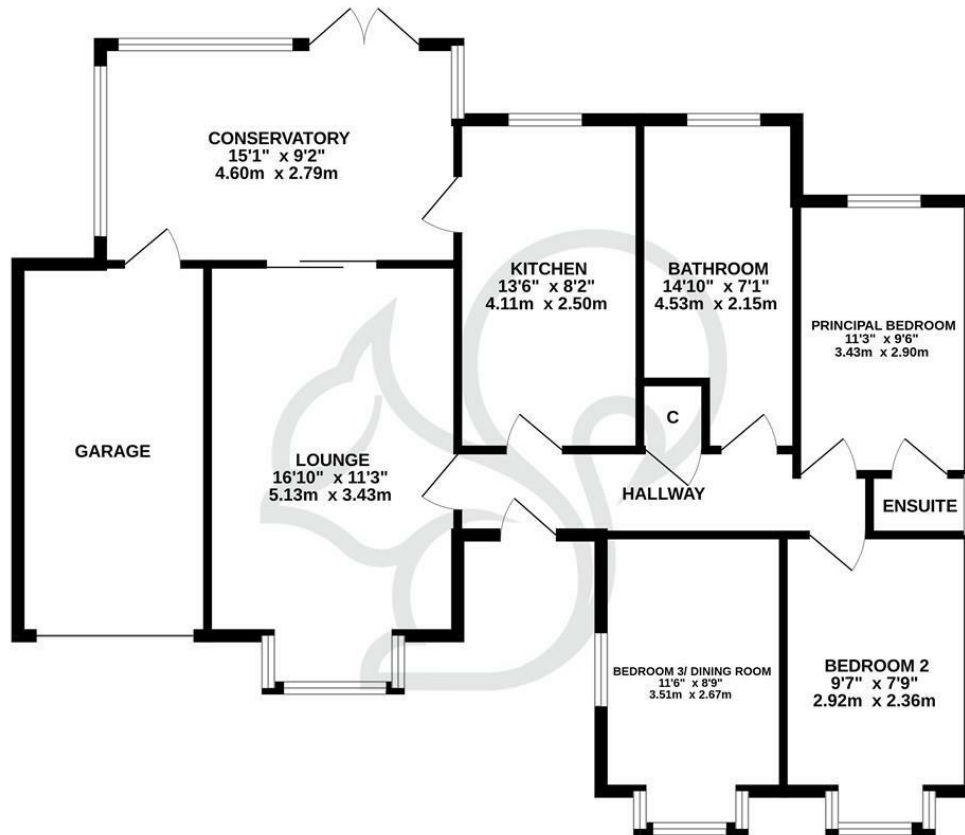 CONSERVATORY
15'1" x 9'2"
4.60m x 2.79m
KITCHEN
13'6" x 8'2"
4.11m x 2.50m
BATHROOM
14'10" x 7'1"
4.53m x 2.15m
PRINCIPAL BEDROOM
11'3" x 9'6"
3.43m x 2.90m
GARAGE
LOUNGE
16'10" x 11'3"
5.13m x 3.43m
C
HALLWAY
ENSUITE
BEDROOM 3/ DINING ROOM
11'6" x 8'9"
3.51m x 2.67m
BEDROOM 2
9'7" x 7'9"
2.92m x 2.36m